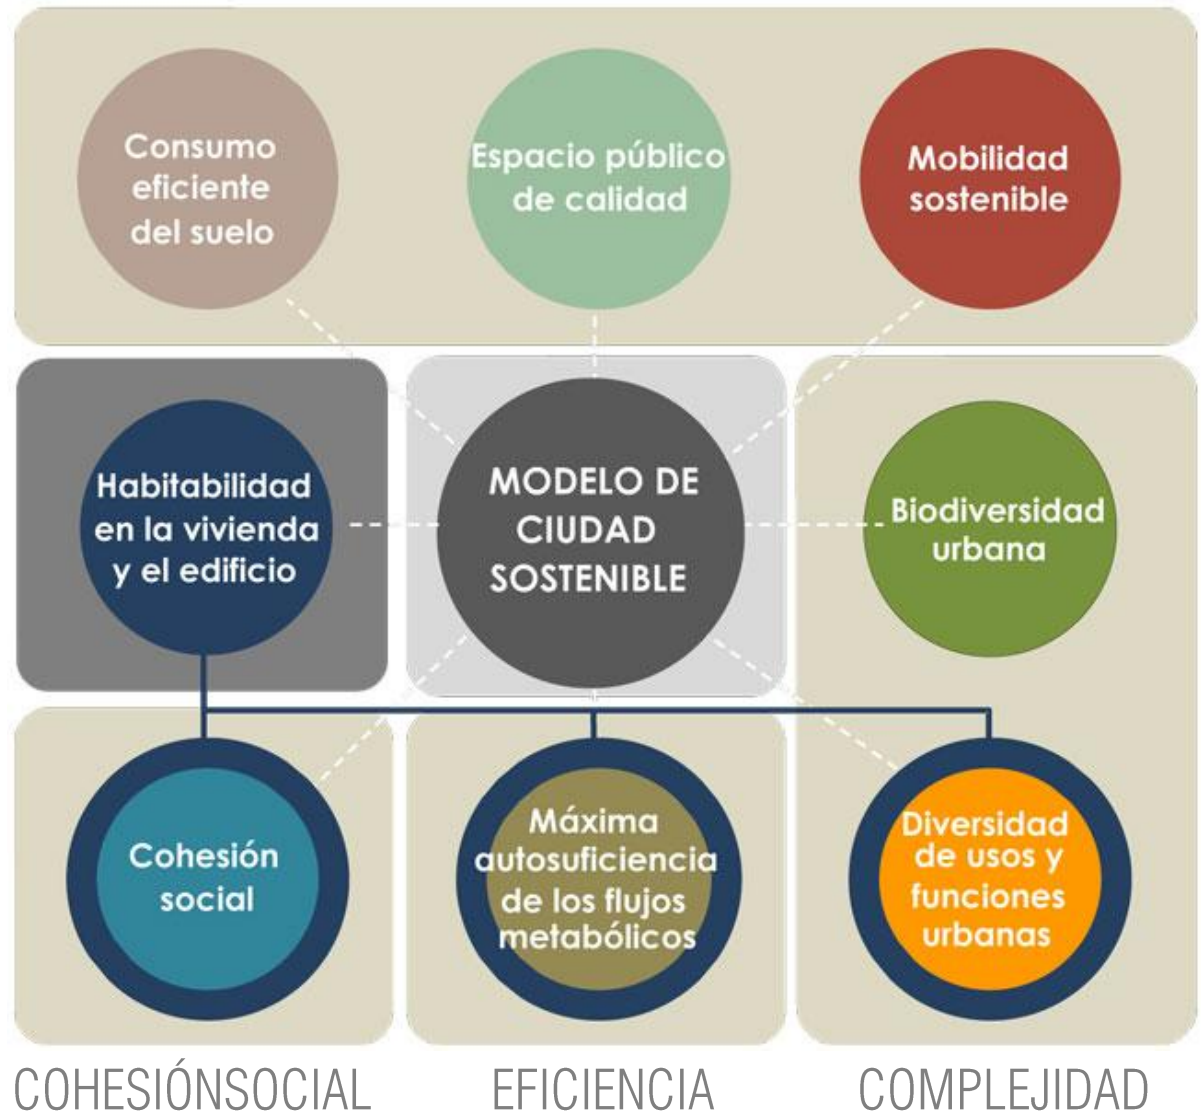 Consumo
eficiente
del suelo
Espacio público
de calidad
Mobilidad
sostenible
Habitabilidad
en la vivienda
y el edificio
MODELO DE
CIUDAD
SOSTENIBLE
Biodiversidad
urbana
Cohesión
social
Máxima
autosuficiencia
de los flujos
metabólicos
Diversidad
de usos y
funciones
urbanas
COHESIÓNSOCIAL
EFICIENCIA
COMPLEJIDAD